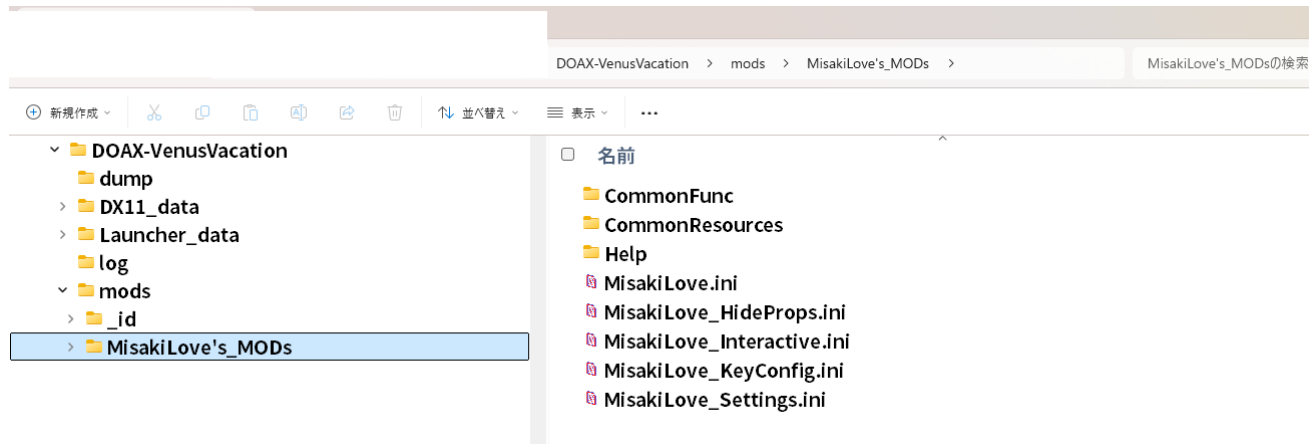 DOAX-VenusVacation > mods > MisakiLove's_MODs >
MisakiLove's_MODsの検索
新規作成
並べ替え
表示
DOAX-VenusVacation
dump
DX11_data
Launcher_data
log
mods
_id
MisakiLove's_MODs
名前
CommonFunc
CommonResources
Help
MisakiLove.ini
MisakiLove_HideProps.ini
MisakiLove_Interactive.ini
MisakiLove_KeyConfig.ini
MisakiLove_Settings.ini